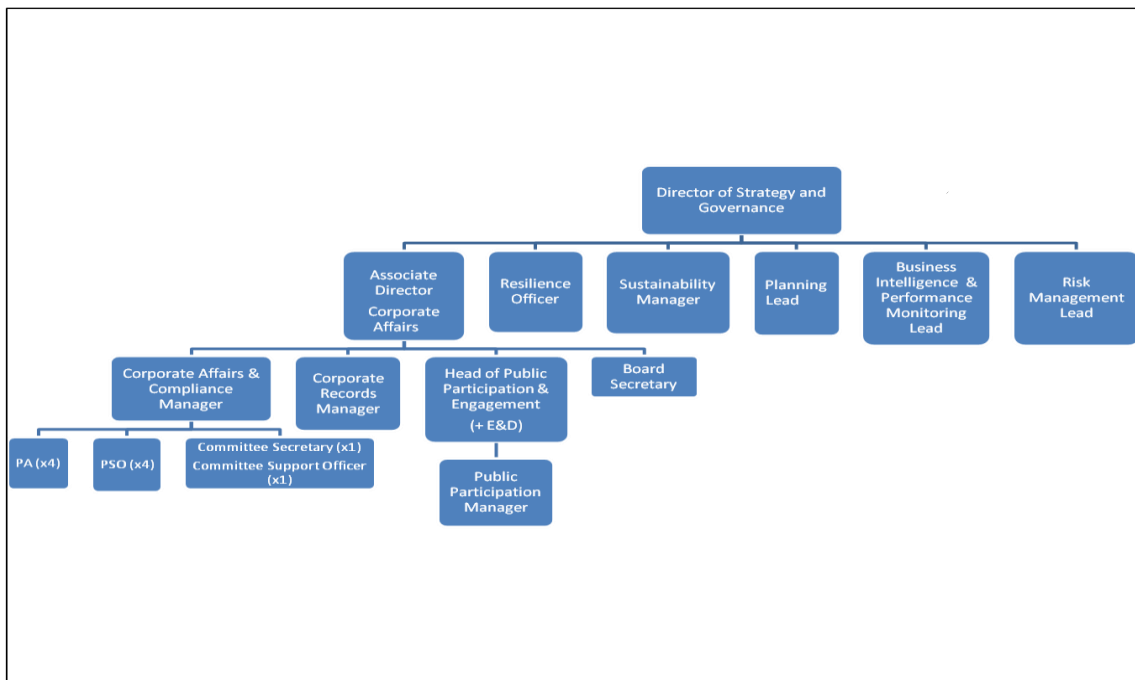 Director of Strategy and
Governance
Associate
Director
Corporate
Affairs
Resilience
Officer
Sustainability
Manager
Planning
Lead
Business
Intelligence &
Performance
Monitoring
Lead
Risk
Management
Lead
Corporate Affairs &
Compliance
Manager
Corporate
Records
Manager
Head of Public
Participation &
Engagement
(+ E&D)
Board
Secretary
PA (x4)
PSO (x4)
Committee Secretary (x1)
Committee Support Officer
(x1)
Public
Participation
Manager